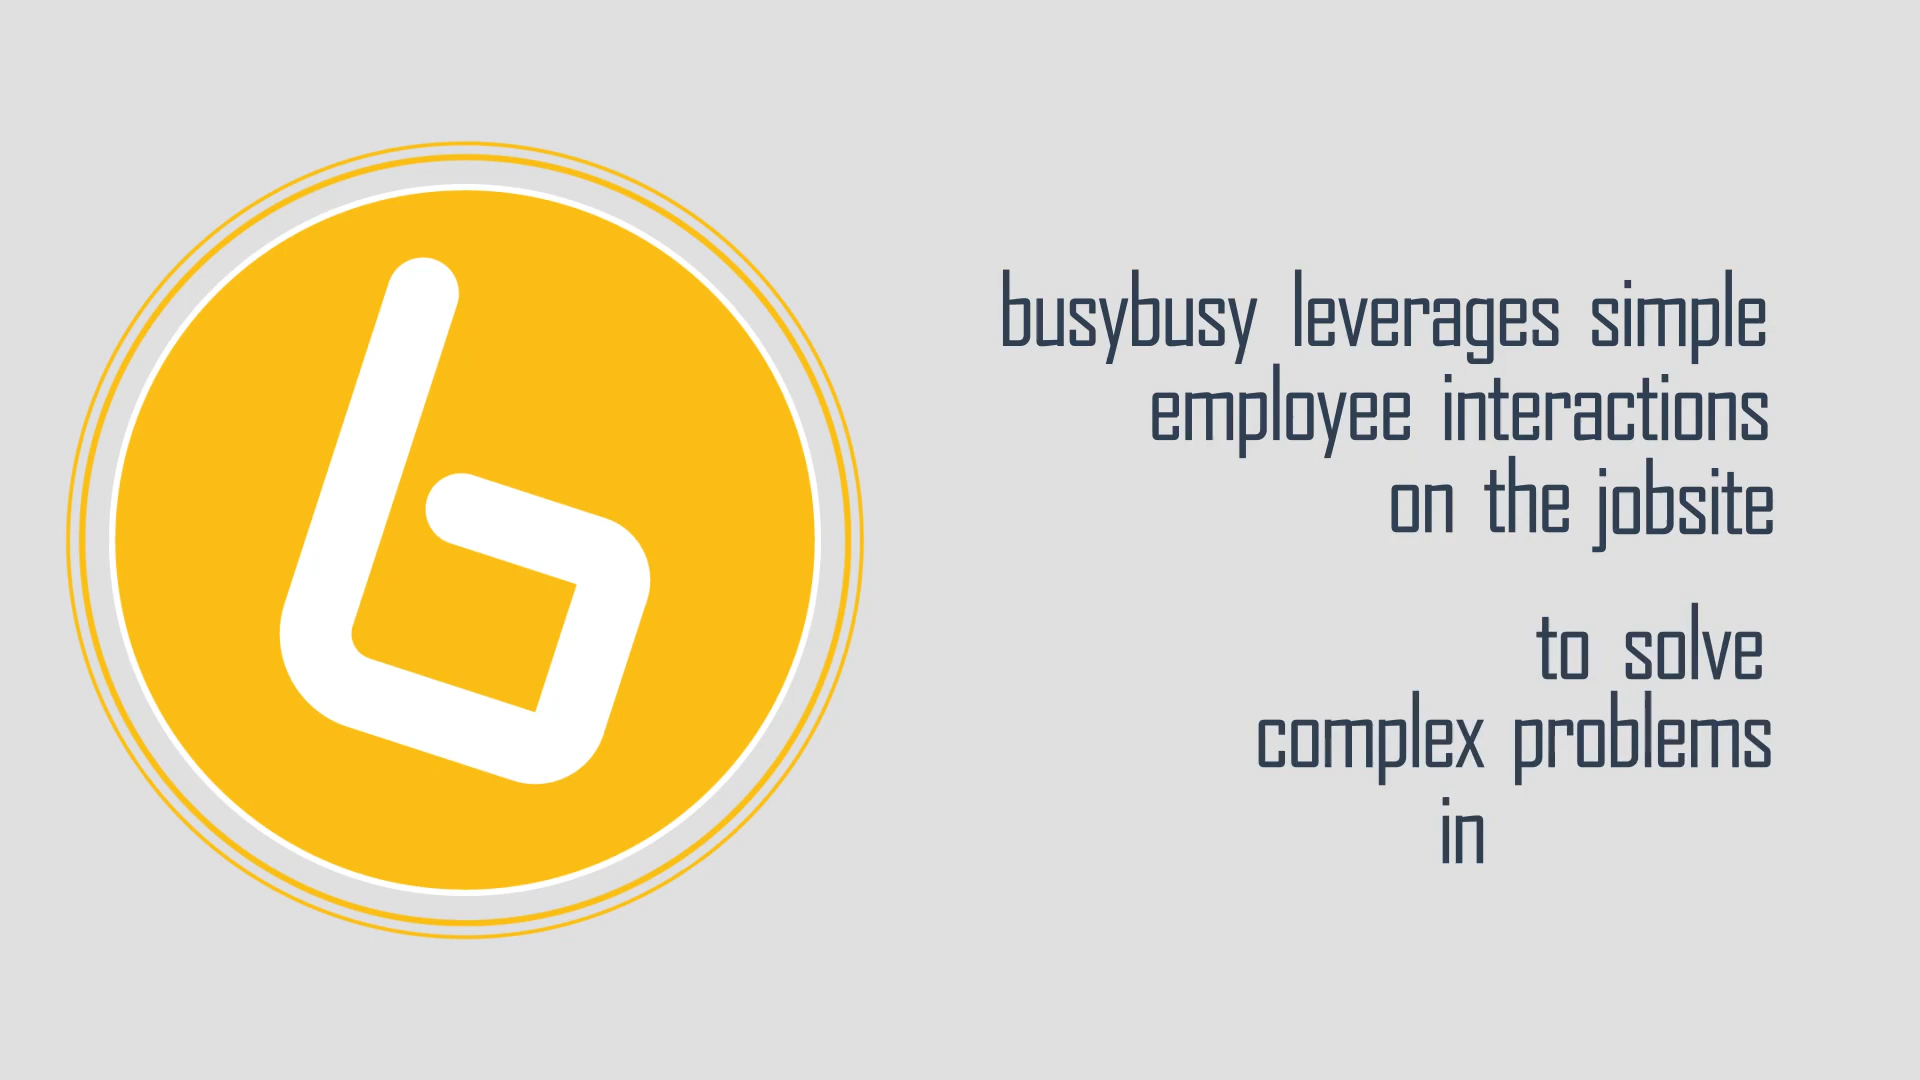 b
busybusy leverages simple
employee interactions
on the jobsite
to solve
complex problems
in